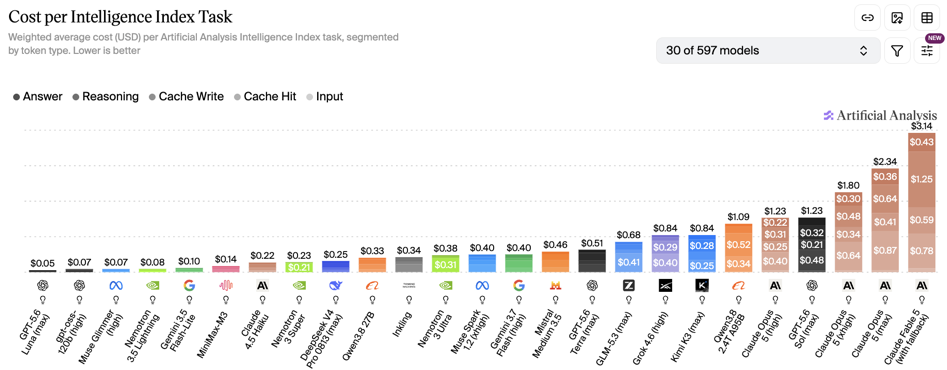 Cost per Intelligence Index Task
Weighted average cost (USD) per Artificial Analysis Intelligence Index task, segmented
by token type. Lower is better
NEW
30 of 597 models
Answer
Reasoning
Cache Write
Cache Hit
Input
Artificial Analysis
$0.05
$0.07
$0.07
$0.08
$0.10
$0.14
$0.22
$0.23
$0.21
$0.25
$0.33
$0.34
$0.38
$0.31
$0.40
$0.40
$0.46
$0.51
$0.68
$0.41
$0.84
$0.29
$0.40
$0.84
$0.28
$0.25
$1.09
$0.52
$0.34
$1.23
$0.22
$0.31
$0.25
$0.40
$1.23
$0.32
$0.21
$0.48
$1.80
$0.30
$0.48
$0.34
$0.64
$2.34
$0.36
$0.64
$0.41
$0.87
$3.14
$0.43
$1.25
$0.59
$0.78
GPT-5.6
Luna (max)
gpt-oss-
120b (high)
Muse Glimmer
(high)
Nemotron
3.5 Lightning
Gemini 3.5
Flash-Lite
MiniMax-M3
Claude
4.5 Haiku
Nemotron
3 Super
DeepSeek V4
Pro 0813 (max)
Qwen3.8 27B
Inkling
Nemotron
3 Ultra
Muse Spark
1.2 (xhigh)
Gemini 3.7
Flash (high)
Mistral
Medium 3.5
GPT-5.6
Terra (max)
GLM-5.3 (max)
Grok 4.6 (high)
Kimi K3 (max)
Qwen3.8
2.4T A95B
Claude Opus
5 (high)
GPT-5.6
Sol (max)
Claude Opus
5 (xhigh)
Claude Opus
5 (max)
Claude Fable 5
(with fallback)